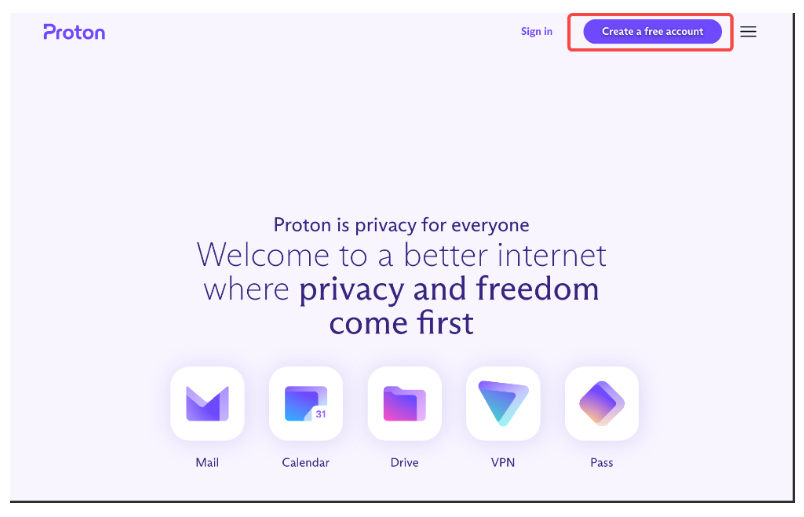 Proton
Sign in
Create a free account
Proton is privacy for everyone
Welcome to a better internet
where privacy and freedom
come first
31
Mail
Calendar
Drive
VPN
Pass